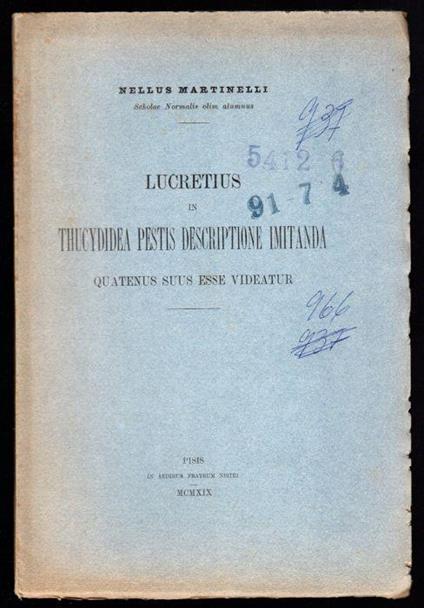 NELLUS MARTINELLI
Scholae Normalis olim alumnus
937
937
5412 6
91-7 4
LUCRETIUS
IN
THUCYDIDEA PESTIS DESCRIPTIONE IMITANDA
QUATENUS SUUS ESSE VIDEATUR
966
937
PISIS
IN AEDIBUS FRATRUM NISTRI
MCMXIX